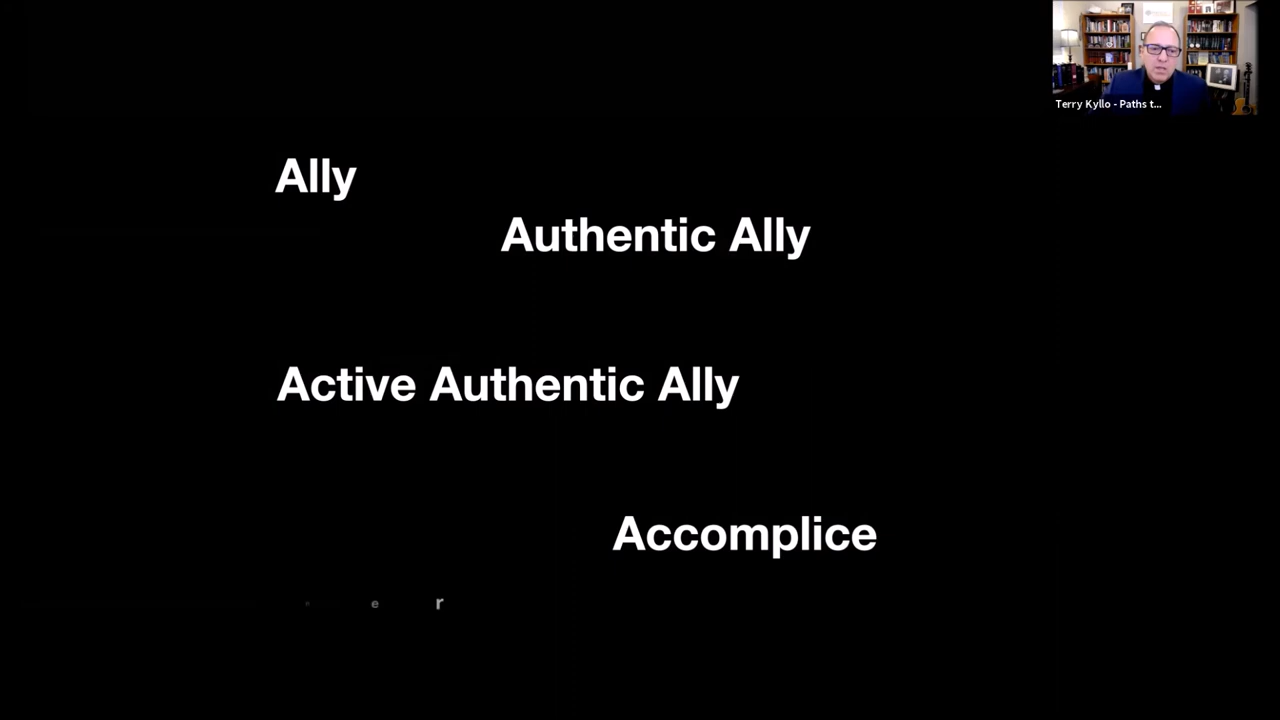 Terry Kyllo - Paths t...
Ally
Authentic Ally
Active Authentic Ally
Accomplice
e r